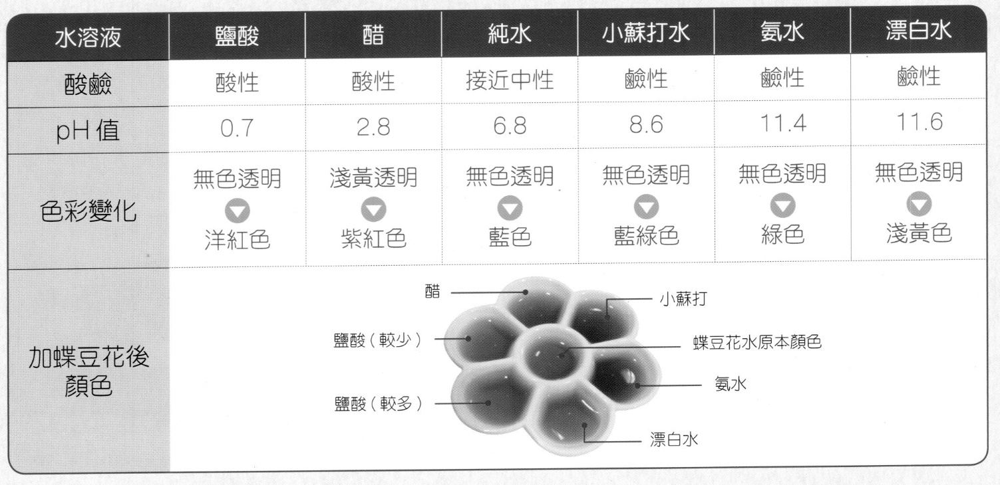 水溶液 鹽酸 醋 純水 小蘇打水 氨水 漂白水
酸鹼 酸性 酸性 接近中性 鹼性 鹼性 鹼性
pH 值 0.7 2.8 6.8 8.6 11.4 11.6
色彩變化
無色透明 淺黃透明 無色透明 無色透明 無色透明 無色透明
洋紅色 紫紅色 藍色 藍綠色 綠色 淺黃色
加蝶豆花後
顏色
醋
小蘇打
鹽酸 ( 較少 )
蝶豆花水原本顏色
氨水
鹽酸 ( 較多 )
漂白水